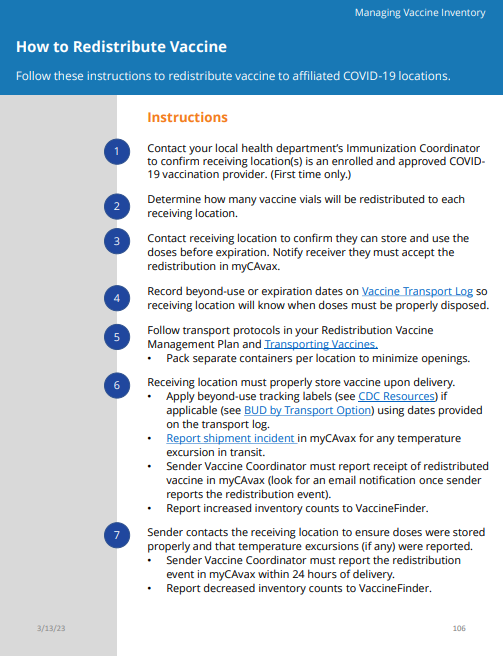 Managing Vaccine Inventory
How to Redistribute Vaccine
Follow these instructions to redistribute vaccine to affiliated COVID-19 locations.
Instructions
1
Contact your local health department's Immunization Coordinator
to confirm receiving location(s) is an enrolled and approved COVID-
19 vaccination provider. (First time only.)
2
Determine how many vaccine vials will be redistributed to each
receiving location.
3
Contact receiving location to confirm they can store and use the
doses before expiration. Notify receiver they must accept the
redistribution in myCAvax.
4
Record beyond-use or expiration dates on Vaccine Transport Log so
receiving location will know when doses must be properly disposed.
5
Follow transport protocols in your Redistribution Vaccine
Management Plan and Transporting Vaccines.
• Pack separate containers per location to minimize openings.
6
Receiving location must properly store vaccine upon delivery.
• Apply beyond-use tracking labels (see CDC Resources) if
applicable (see BUD by Transport Option) using dates provided
on the transport log.
• Report shipment incident in myCAvax for any temperature
excursion in transit.
• Sender Vaccine Coordinator must report receipt of redistributed
vaccine in myCAvax (look for an email notification once sender
reports the redistribution event).
• Report increased inventory counts to VaccineFinder.
7
Sender contacts the receiving location to ensure doses were stored
properly and that temperature excursions (if any) were reported.
• Sender Vaccine Coordinator must report the redistribution
event in myCAvax within 24 hours of delivery.
• Report decreased inventory counts to VaccineFinder.
3/13/23
106